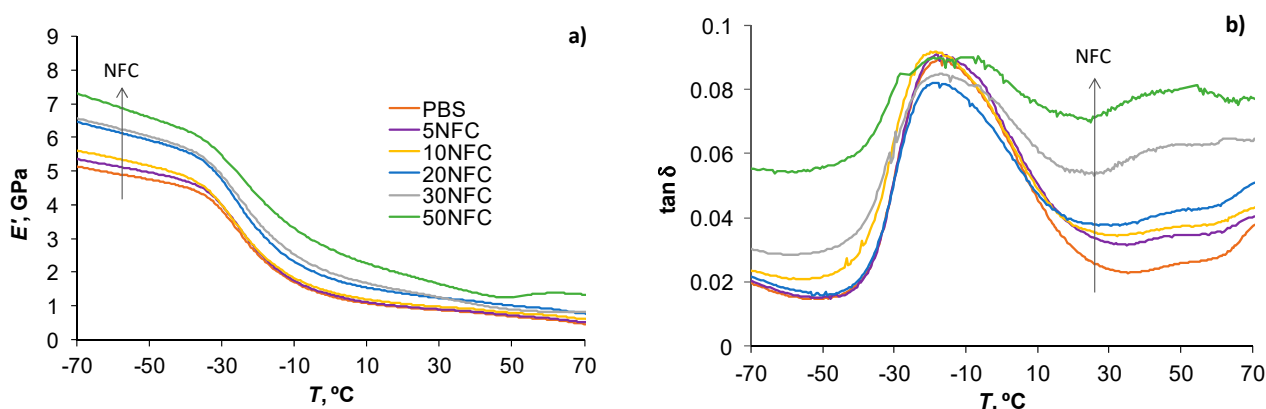 a)
9
8
7
6
5
4
3
2
1
0
E', GPa
NFC
PBS
5NFC
10NFC
20NFC
30NFC
50NFC
-70 -50 -30 -10 10 30 50 70
T, ºC
b)
0.1
0.08
0.06
0.04
0.02
0
tan δ
NFC
-70 -50 -30 -10 10 30 50 70
T, ºC